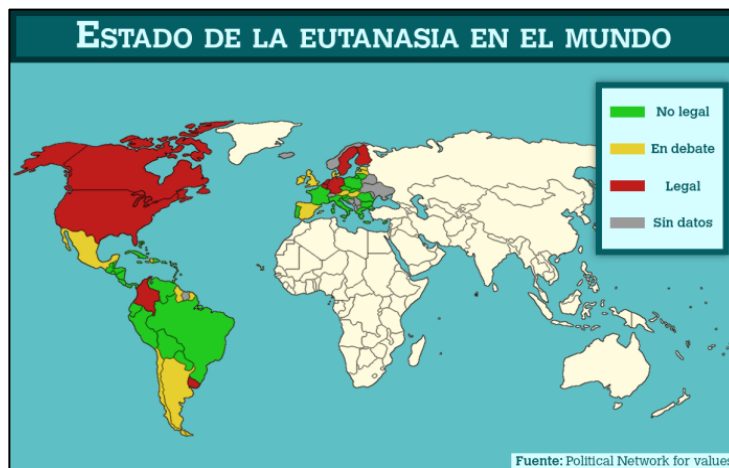 ESTADO DE LA EUTANASIA EN EL MUNDO
No legal
En debate
Legal
Sin datos
Fuente: Political Network for values